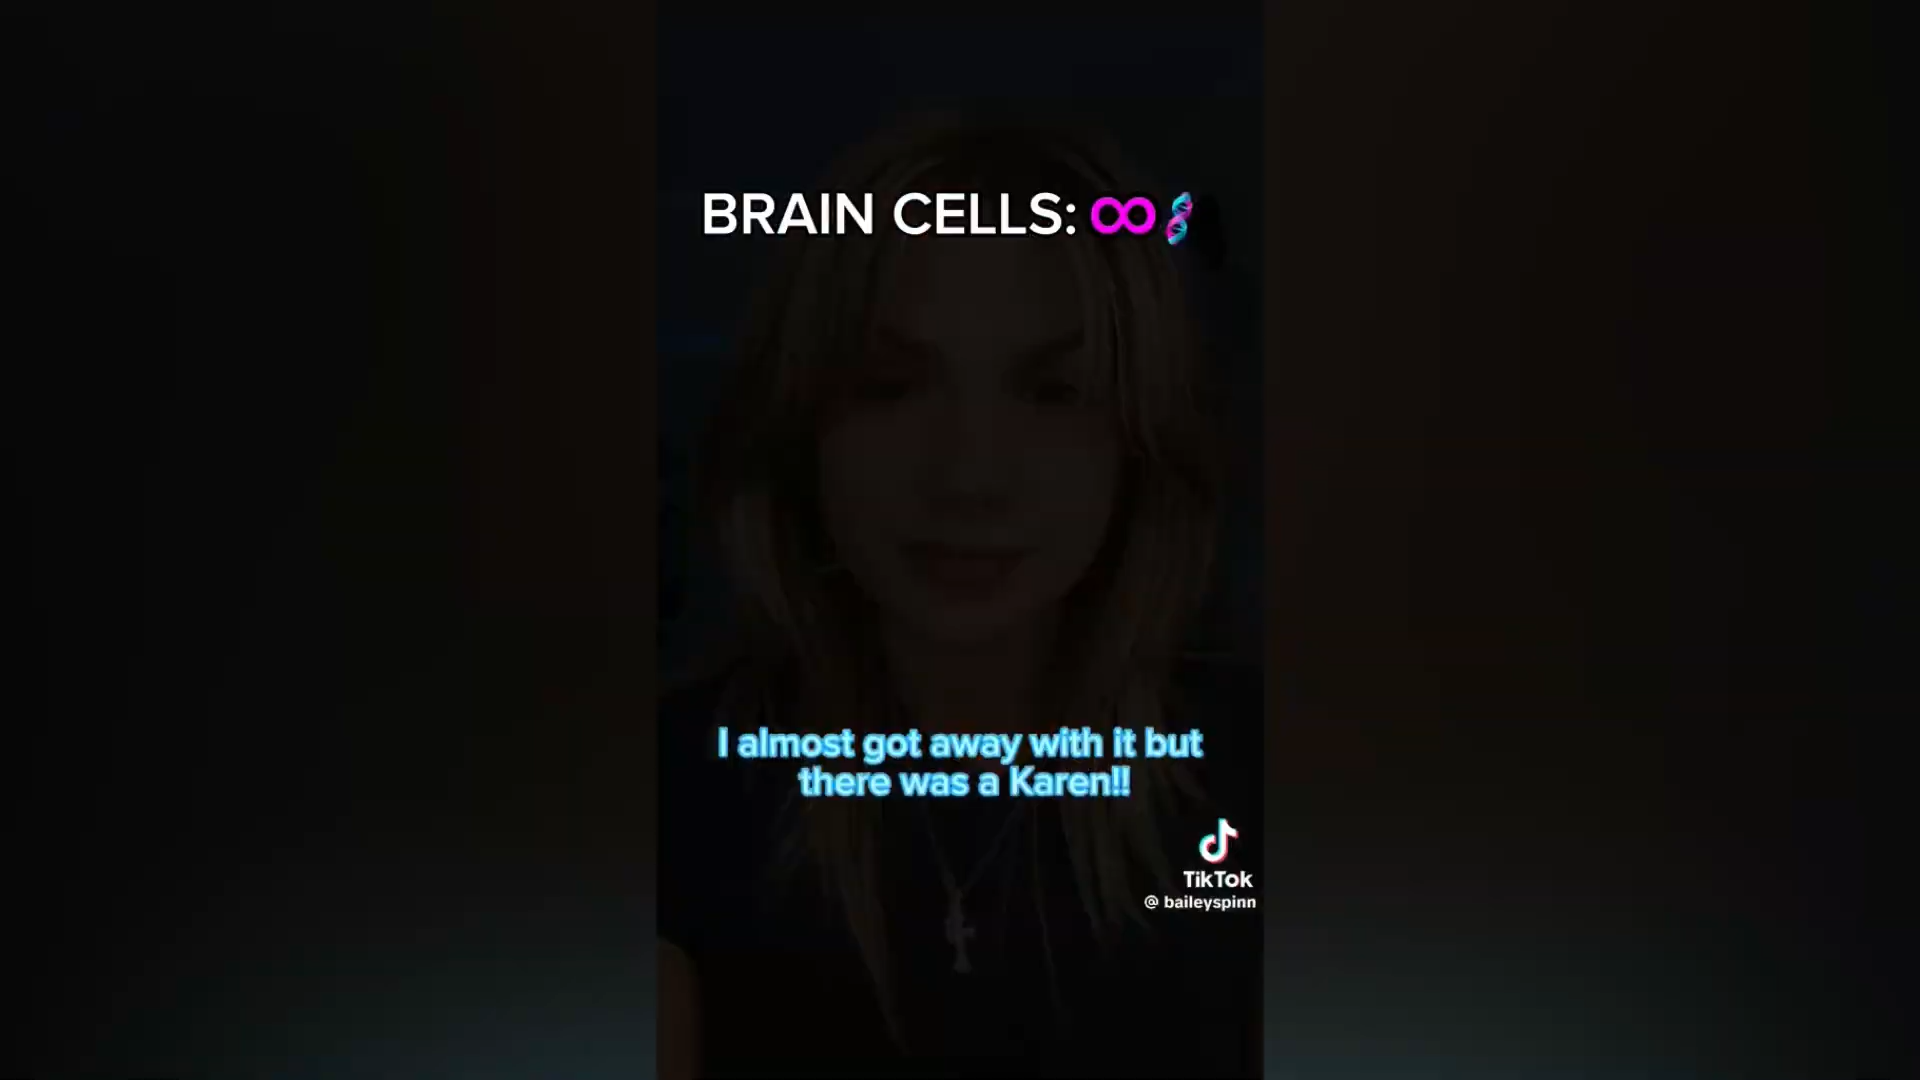 BRAIN CELLS: ∞🧬
I almost got away with it but
there was a Karen!!
TikTok
@ baileyspinn